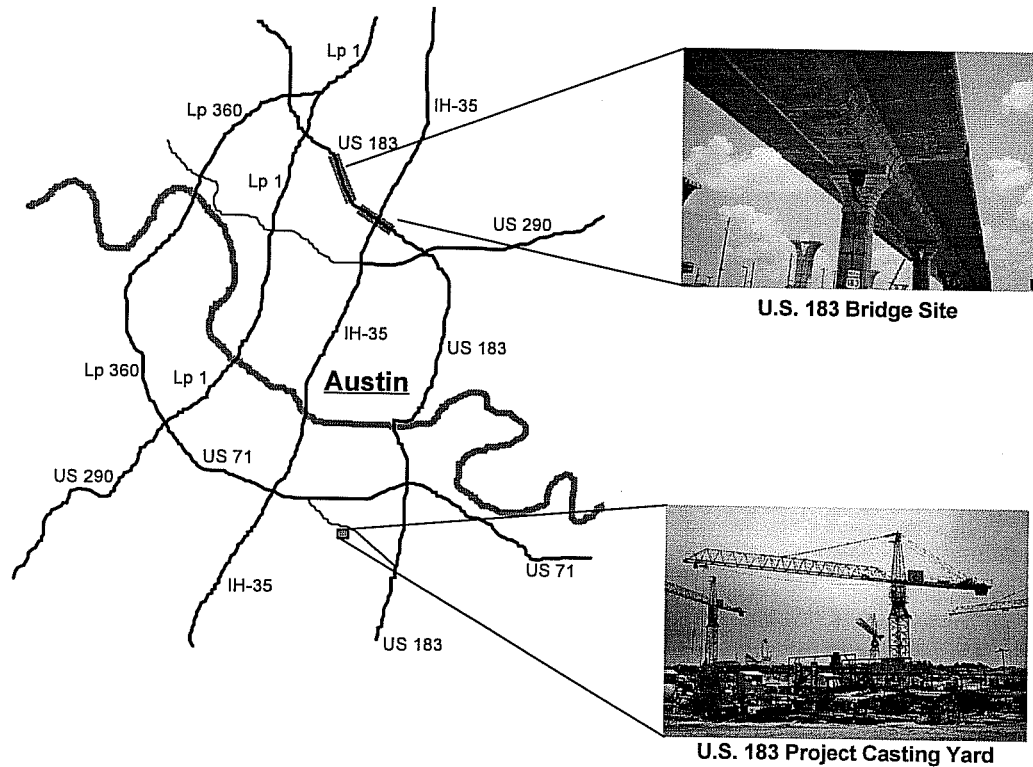 Lp 1
Lp 360
IH-35
US 183
Lp 1
US 290
U.S. 183 Bridge Site
IH-35
US 183
Lp 360
Lp 1
Austin
US 290
US 71
US 71
IH-35
US 183
U.S. 183 Project Casting Yard